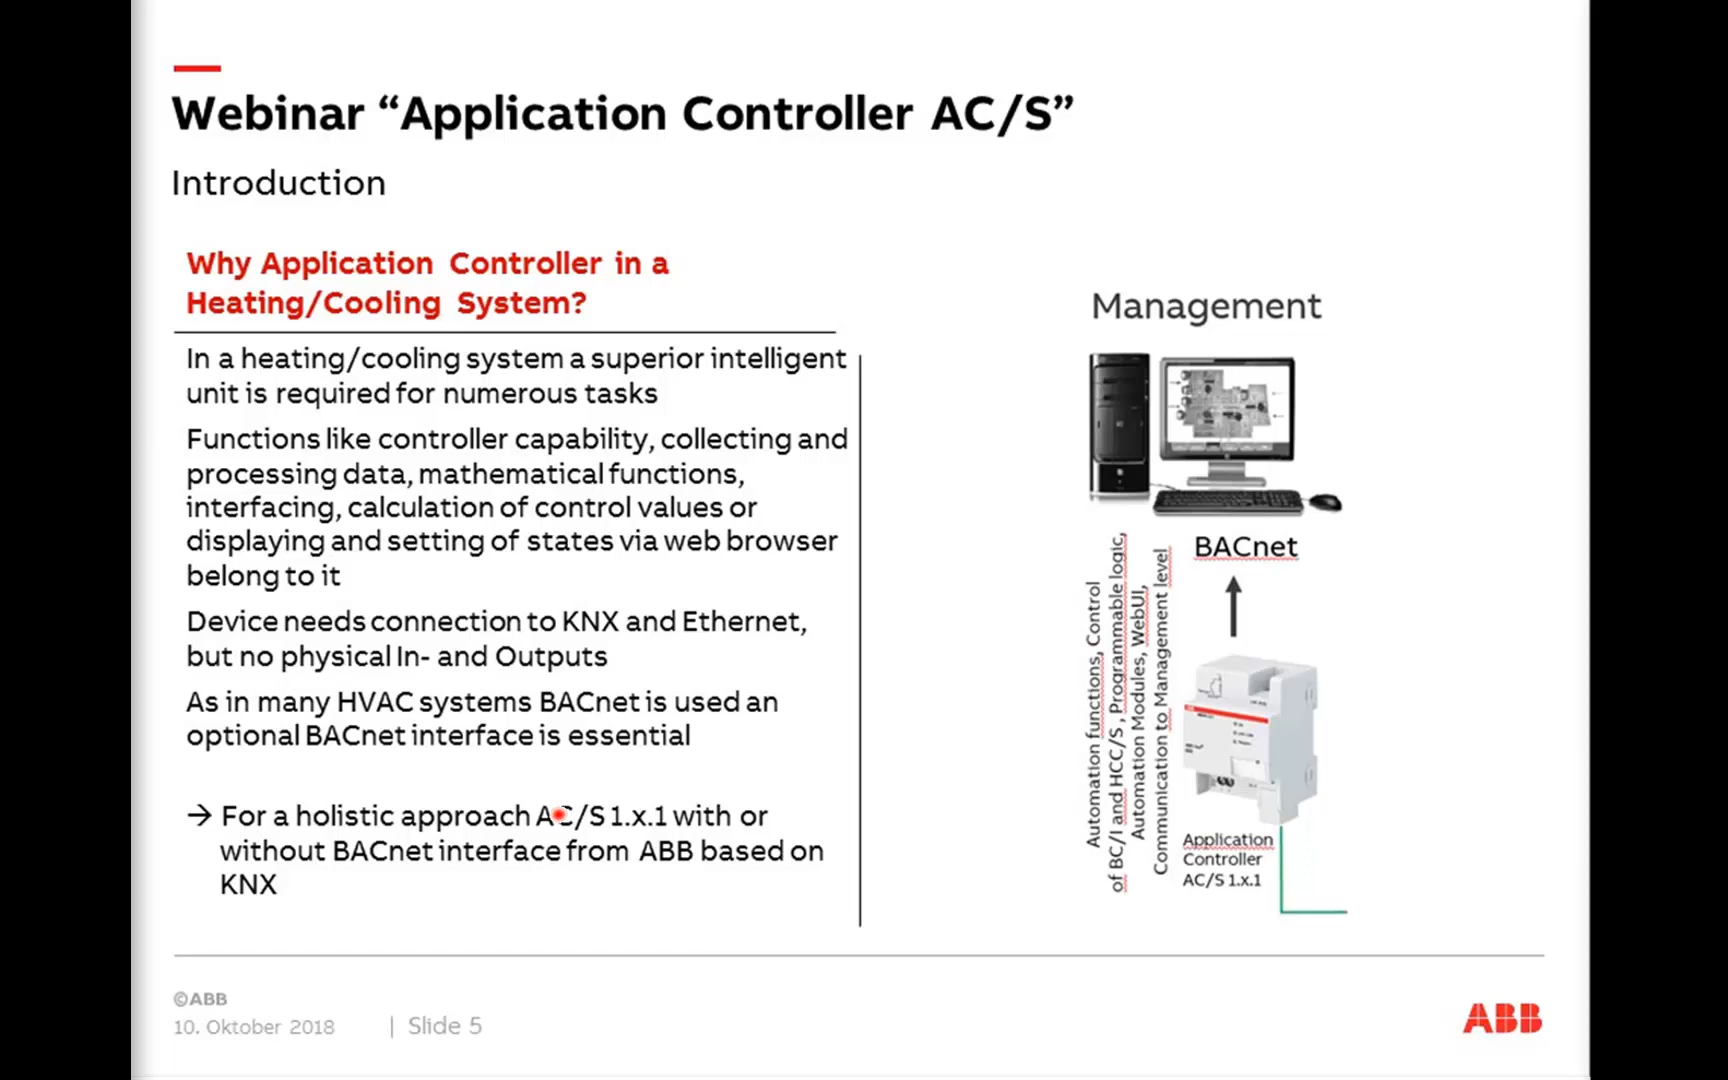 Webinar “Application Controller AC/S”
Introduction
Why Application Controller in a
Heating/Cooling System?
In a heating/cooling system a superior intelligent
unit is required for numerous tasks
Functions like controller capability, collecting and
processing data, mathematical functions,
interfacing, calculation of control values or
displaying and setting of states via web browser
belong to it
Device needs connection to KNX and Ethernet,
but no physical In- and Outputs
As in many HVAC systems BACnet is used an
optional BACnet interface is essential
→ For a holistic approach AC/S 1.x.1 with or
without BACnet interface from ABB based on
KNX
Management
BACnet
Automation functions, Control
of BC/I and HCC/S , Programmable logic,
Automation Modules, WebUI,
Communication to Management level
Application
Controller
AC/S 1.x.1
©ABB
10. Oktober 2018
| Slide 5
ABB